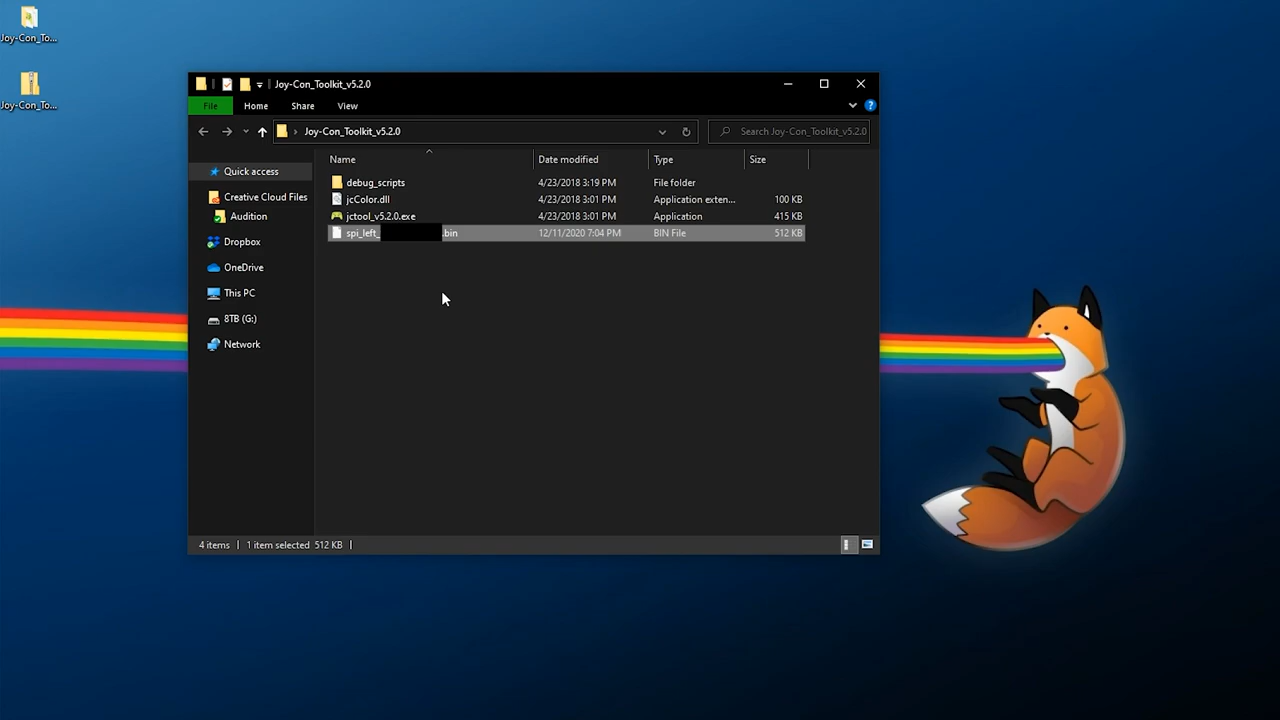 Joy-Con_To...
Joy-Con_To...
Joy-Con_Toolkit_v5.2.0
File Home Share View
Joy-Con_Toolkit_v5.2.0 Search Joy-Con_Toolkit_v5.2.0
Name Date modified Type Size
Quick access
Creative Cloud Files
Audition
Dropbox
OneDrive
This PC
8TB (G:)
Network
debug_scripts 4/23/2018 3:19 PM File folder
jcColor.dll 4/23/2018 3:01 PM Application exten... 100 KB
jctool_v5.2.0.exe 4/23/2018 3:01 PM Application 415 KB
spi_left_ .bin 12/11/2020 7:04 PM BIN File 512 KB
4 items 1 item selected 512 KB